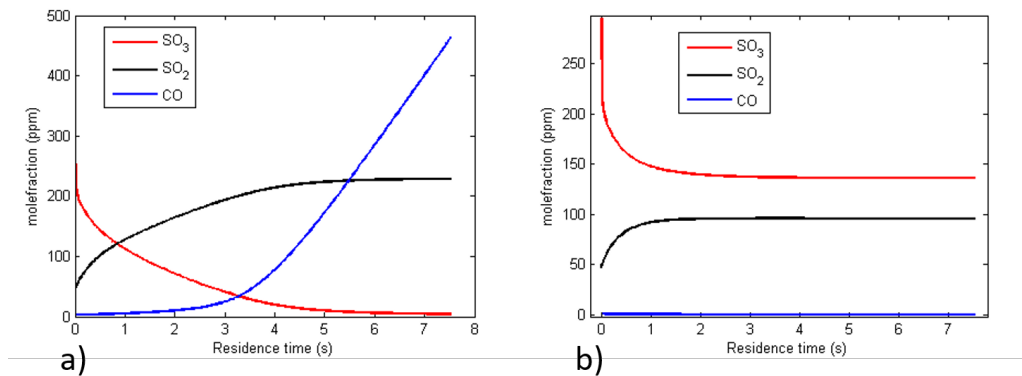 500
400
300
200
100
0
molefraction (ppm)
SO3
SO2
CO
0 1 2 3 4 5 6 7 8
Residence time (s)
a)
250
200
150
100
50
0
molefraction (ppm)
SO3
SO2
CO
0 1 2 3 4 5 6 7
Residence time (s)
b)